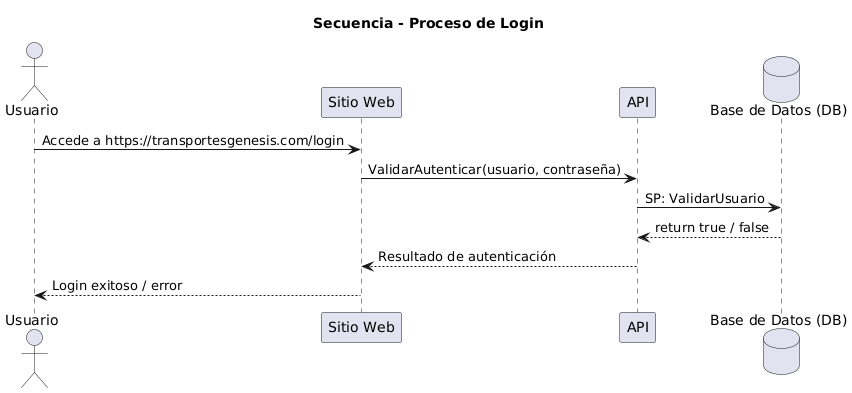 Secuencia - Proceso de Login
Usuario
Sitio Web
API
Base de Datos (DB)
Accede a https://transportesgenesis.com/login
ValidarAutenticar(usuario, contraseña)
SP: ValidarUsuario
return true / false
Resultado de autenticación
Login exitoso / error
Usuario
Sitio Web
API
Base de Datos (DB)